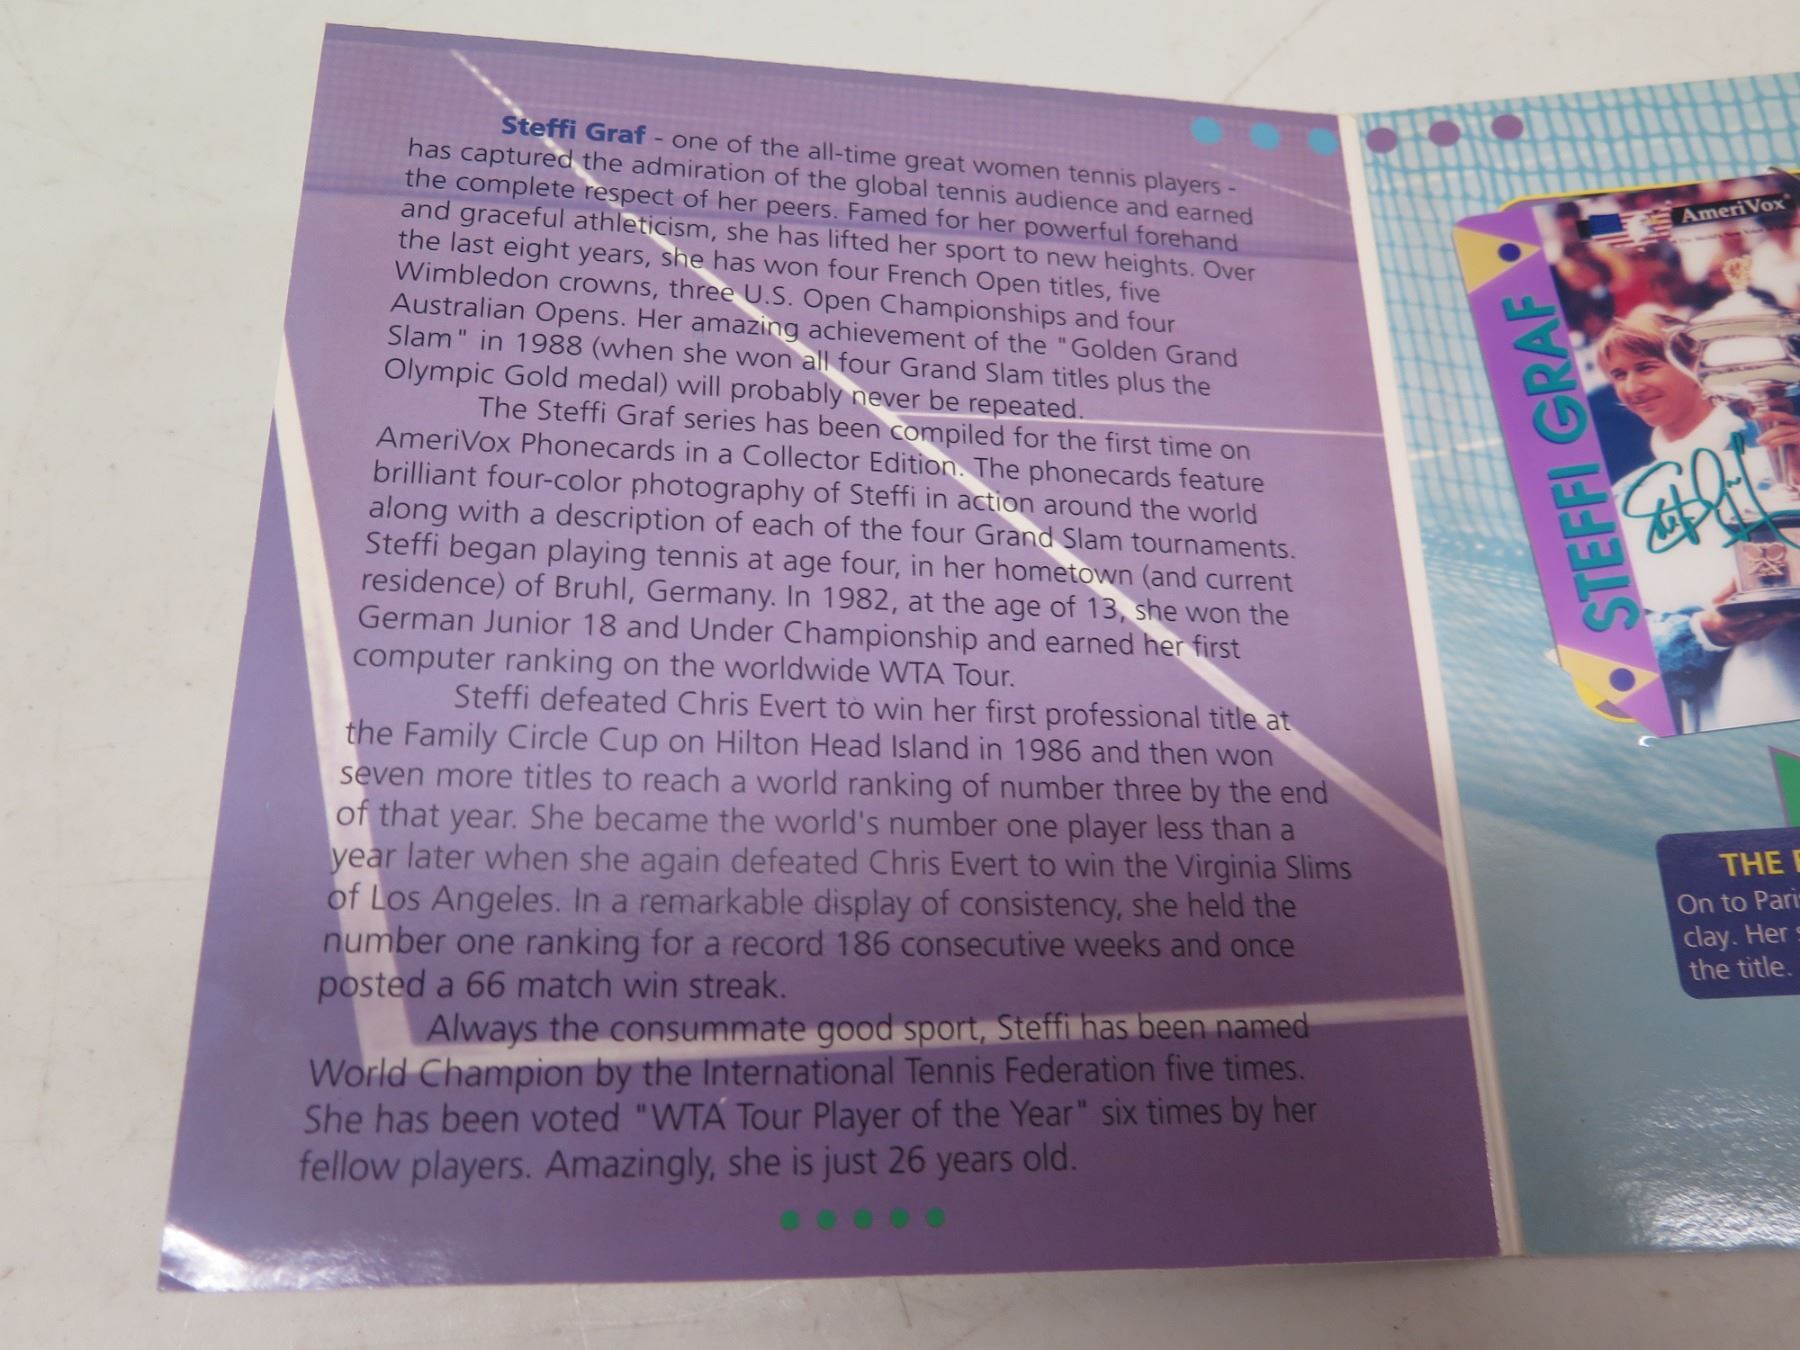 Steffi Graf - one of the all-time great women tennis players -
has captured the admiration of the global tennis audience and earned
the complete respect of her peers. Famed for her powerful forehand
and graceful athleticism, she has lifted her sport to new heights. Over
the last eight years, she has won four French Open titles, five
Wimbledon crowns, three U.S. Open Championships and four
Australian Opens. Her amazing achievement of the "Golden Grand
Slam" in 1988 (when she won all four Grand Slam titles plus the
Olympic Gold medal) will probably never be repeated.
The Steffi Graf series has been compiled for the first time on
AmeriVox Phonecards in a Collector Edition. The phonecards feature
brilliant four-color photography of Steffi in action around the world
along with a description of each of the four Grand Slam tournaments.
Steffi began playing tennis at age four, in her hometown (and current
residence) of Bruhl, Germany. In 1982, at the age of 13, she won the
German Junior 18 and Under Championship and earned her first
computer ranking on the worldwide WTA Tour.
Steffi defeated Chris Evert to win her first professional title at
the Family Circle Cup on Hilton Head Island in 1986 and then won
seven more titles to reach a world ranking of number three by the end
of that year. She became the world's number one player less than a
year later when she again defeated Chris Evert to win the Virginia Slims
of Los Angeles. In a remarkable display of consistency, she held the
number one ranking for a record 186 consecutive weeks and once
posted a 66 match win streak.
Always the consummate good sport, Steffi has been named
World Champion by the International Tennis Federation five times.
She has been voted "WTA Tour Player of the Year" six times by her
fellow players. Amazingly, she is just 26 years old.
AmeriVox
STEFFI GRAF
Steffi Graf
THE
On to
clay. Her
the title.